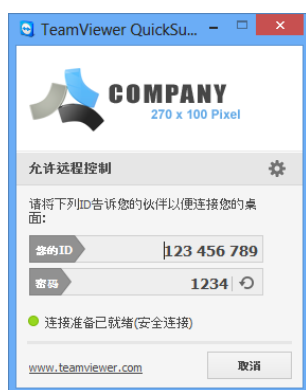 TeamViewer QuickSu...
COMPANY
270 x 100 Pixel
允许远程控制
请将下列ID告诉您的伙伴以便连接您的桌
面:
您的ID
123 456 789
密码
1234
连接准备已就绪(安全连接)
www.teamviewer.com
取消